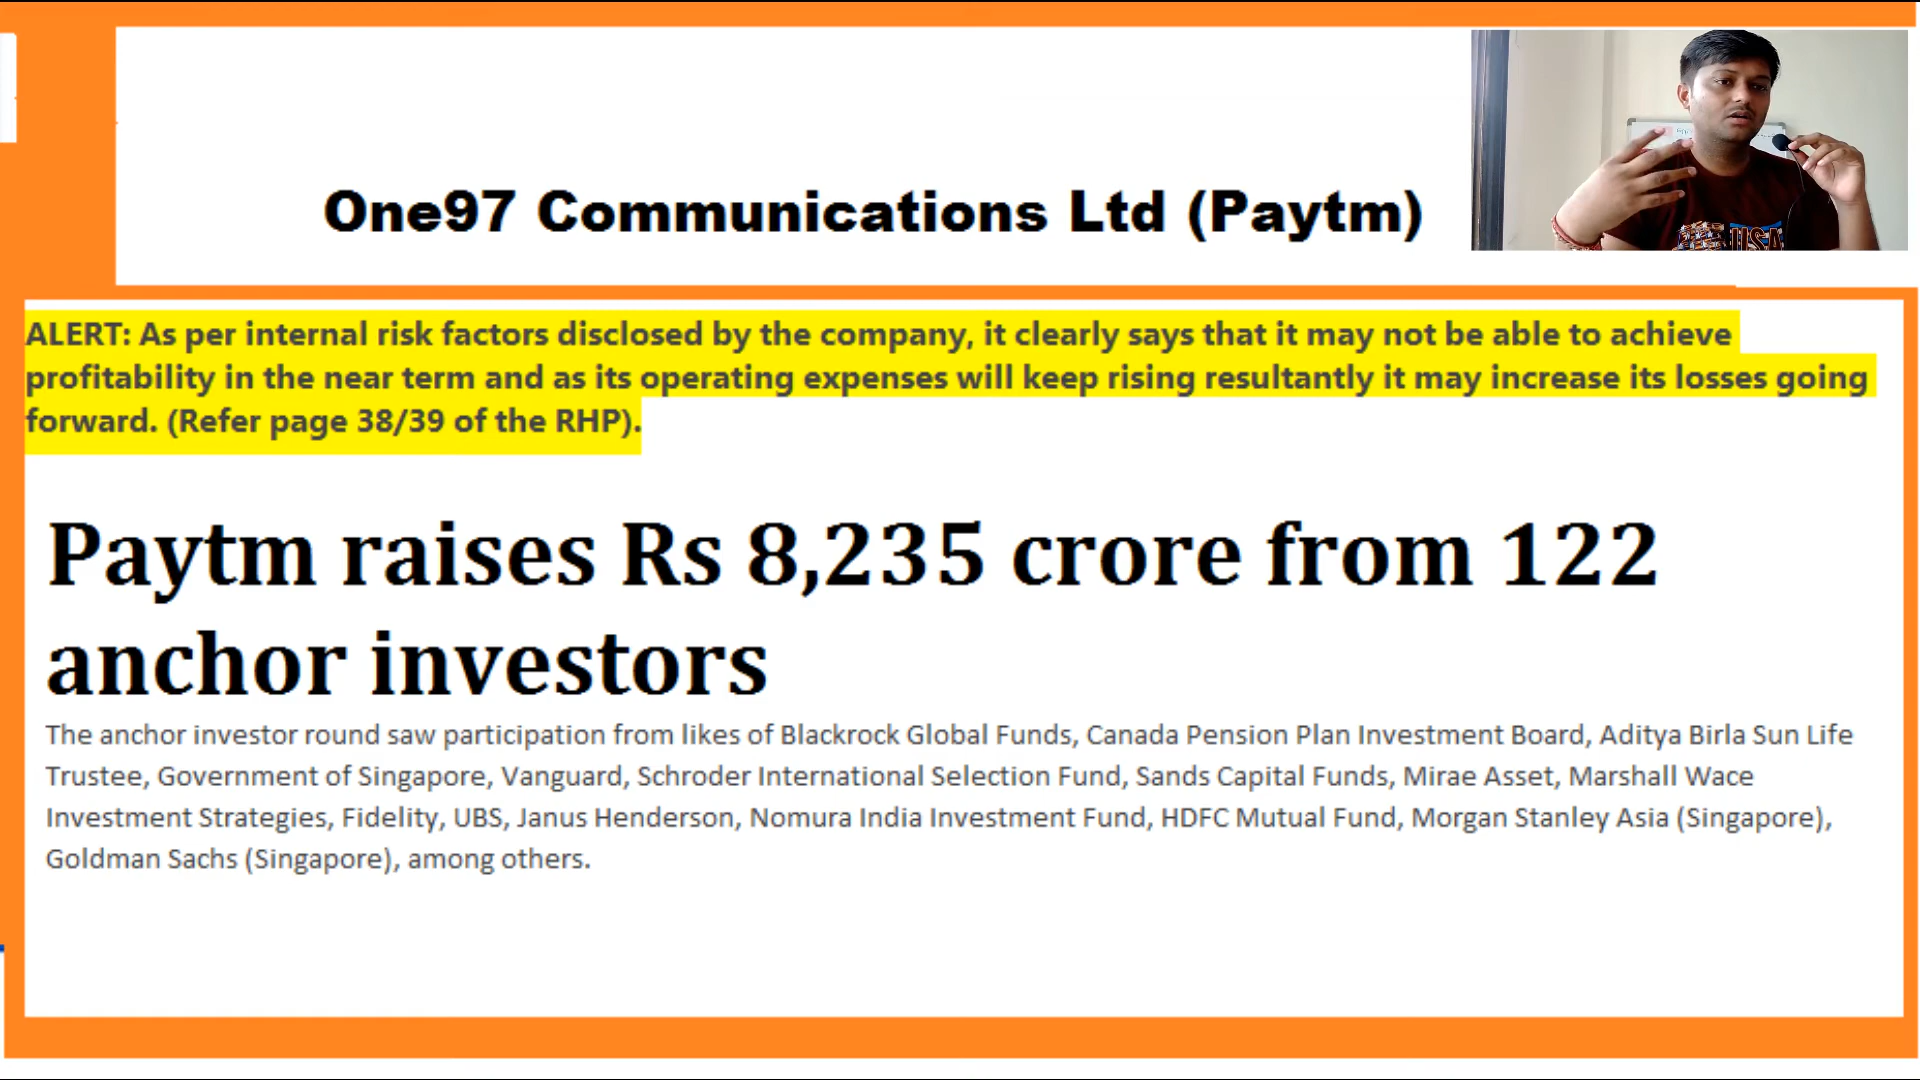 One97 Communications Ltd (Paytm)
USA
ALERT: As per internal risk factors disclosed by the company, it clearly says that it may not be able to achieve
profitability in the near term and as its operating expenses will keep rising resultantly it may increase its losses going
forward. (Refer page 38/39 of the RHP).
Paytm raises Rs 8,235 crore from 122
anchor investors
The anchor investor round saw participation from likes of Blackrock Global Funds, Canada Pension Plan Investment Board, Aditya Birla Sun Life
Trustee, Government of Singapore, Vanguard, Schroder International Selection Fund, Sands Capital Funds, Mirae Asset, Marshall Wace
Investment Strategies, Fidelity, UBS, Janus Henderson, Nomura India Investment Fund, HDFC Mutual Fund, Morgan Stanley Asia (Singapore),
Goldman Sachs (Singapore), among others.